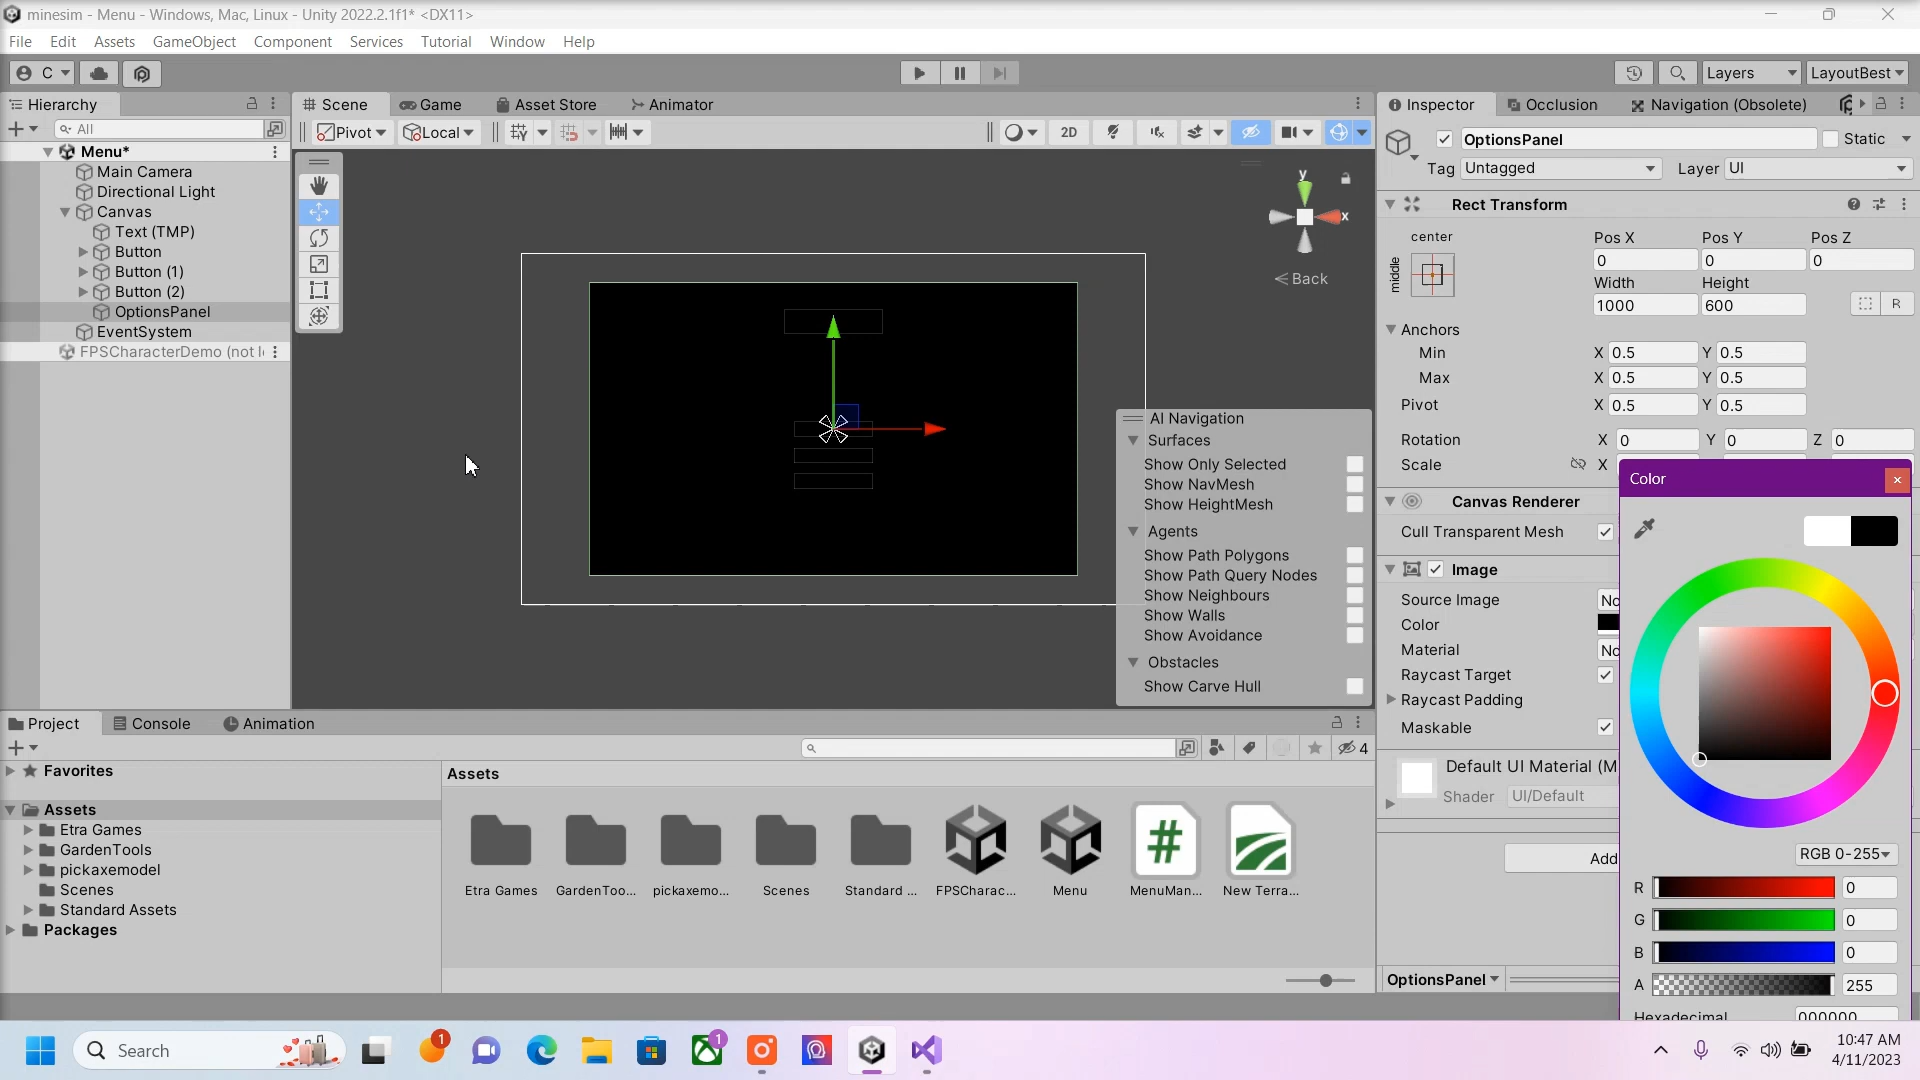 minesim - Menu - Windows, Mac, Linux - Unity 2022.2.1f1* <DX11>
File Edit Assets GameObject Component Services Tutorial Window Help
C Layers LayoutBest
Hierarchy
All
Menu*
Main Camera
Directional Light
Canvas
Text (TMP)
Button
Button (1)
Button (2)
OptionsPanel
EventSystem
FPSCharacterDemo (not l
Scene Game Asset Store Animator
Pivot Local 2D
y
x
Back
AI Navigation
Surfaces
Show Only Selected
Show NavMesh
Show HeightMesh
Agents
Show Path Polygons
Show Path Query Nodes
Show Neighbours
Show Walls
Show Avoidance
Obstacles
Show Carve Hull
Inspector Occlusion Navigation (Obsolete)
OptionsPanel Static
Tag Untagged Layer UI
Rect Transform
center Pos X Pos Y Pos Z
middle 0 0 0
Width Height
1000 600 R
Anchors
Min X 0.5 Y 0.5
Max X 0.5 Y 0.5
Pivot X 0.5 Y 0.5
Rotation X 0 Y 0 Z 0
Scale X
Canvas Renderer
Cull Transparent Mesh
Image
Source Image No
Color
Material No
Raycast Target
Raycast Padding
Maskable
Default UI Material (M
Shader UI/Default
Add
OptionsPanel
Color
RGB 0-255
R 0
G 0
B 0
A 255
Hexadecimal 000000
Project Console Animation
4
Favorites
Assets
Etra Games
GardenTools
pickaxemodel
Scenes
Standard Assets
Packages
Assets
Etra Games GardenToo... pickaxemo... Scenes Standard ... FPSCharac... Menu MenuMan... New Terra...
Search 1 1
10:47 AM
4/11/2023